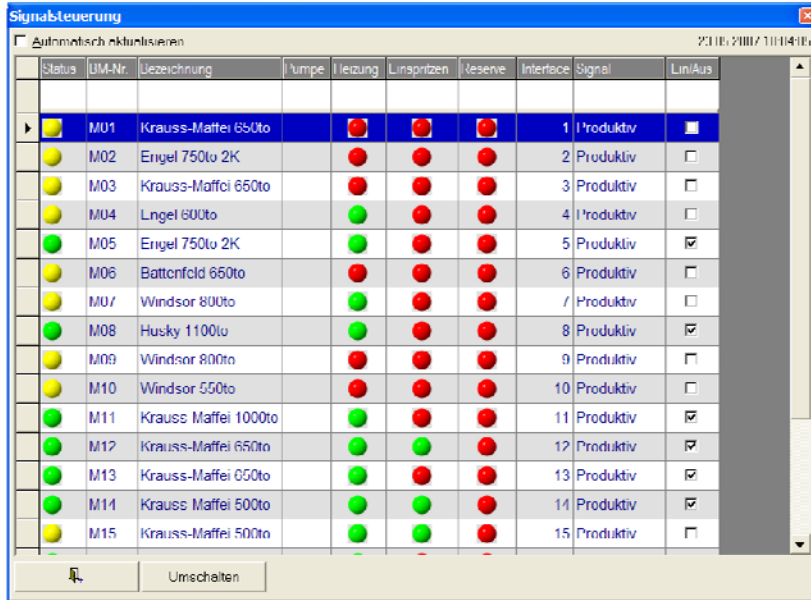 Signalsteuerung
Automatisch aktualisieren
Status BM-Nr. Bezeichnung Pumpe Heizung Einspritzen Reserve Interface Signal Ein/Aus
M01 Krauss-Maffei 650to 1 Produktiv
M02 Engel 750to 2K 2 Produktiv
M03 Krauss-Maffei 650to 3 Produktiv
M04 Engel 600to 4 Produktiv
M05 Engel 750to 2K 5 Produktiv
M06 Battenfeld 650to 6 Produktiv
M07 Windsor 800to 7 Produktiv
M08 Husky 1100to 8 Produktiv
M09 Windsor 800to 9 Produktiv
M10 Windsor 550to 10 Produktiv
M11 Krauss-Maffei 1000to 11 Produktiv
M12 Krauss-Maffei 650to 12 Produktiv
M13 Krauss-Maffei 650to 13 Produktiv
M14 Krauss-Maffei 500to 14 Produktiv
M15 Krauss-Maffei 500to 15 Produktiv
Umschalten